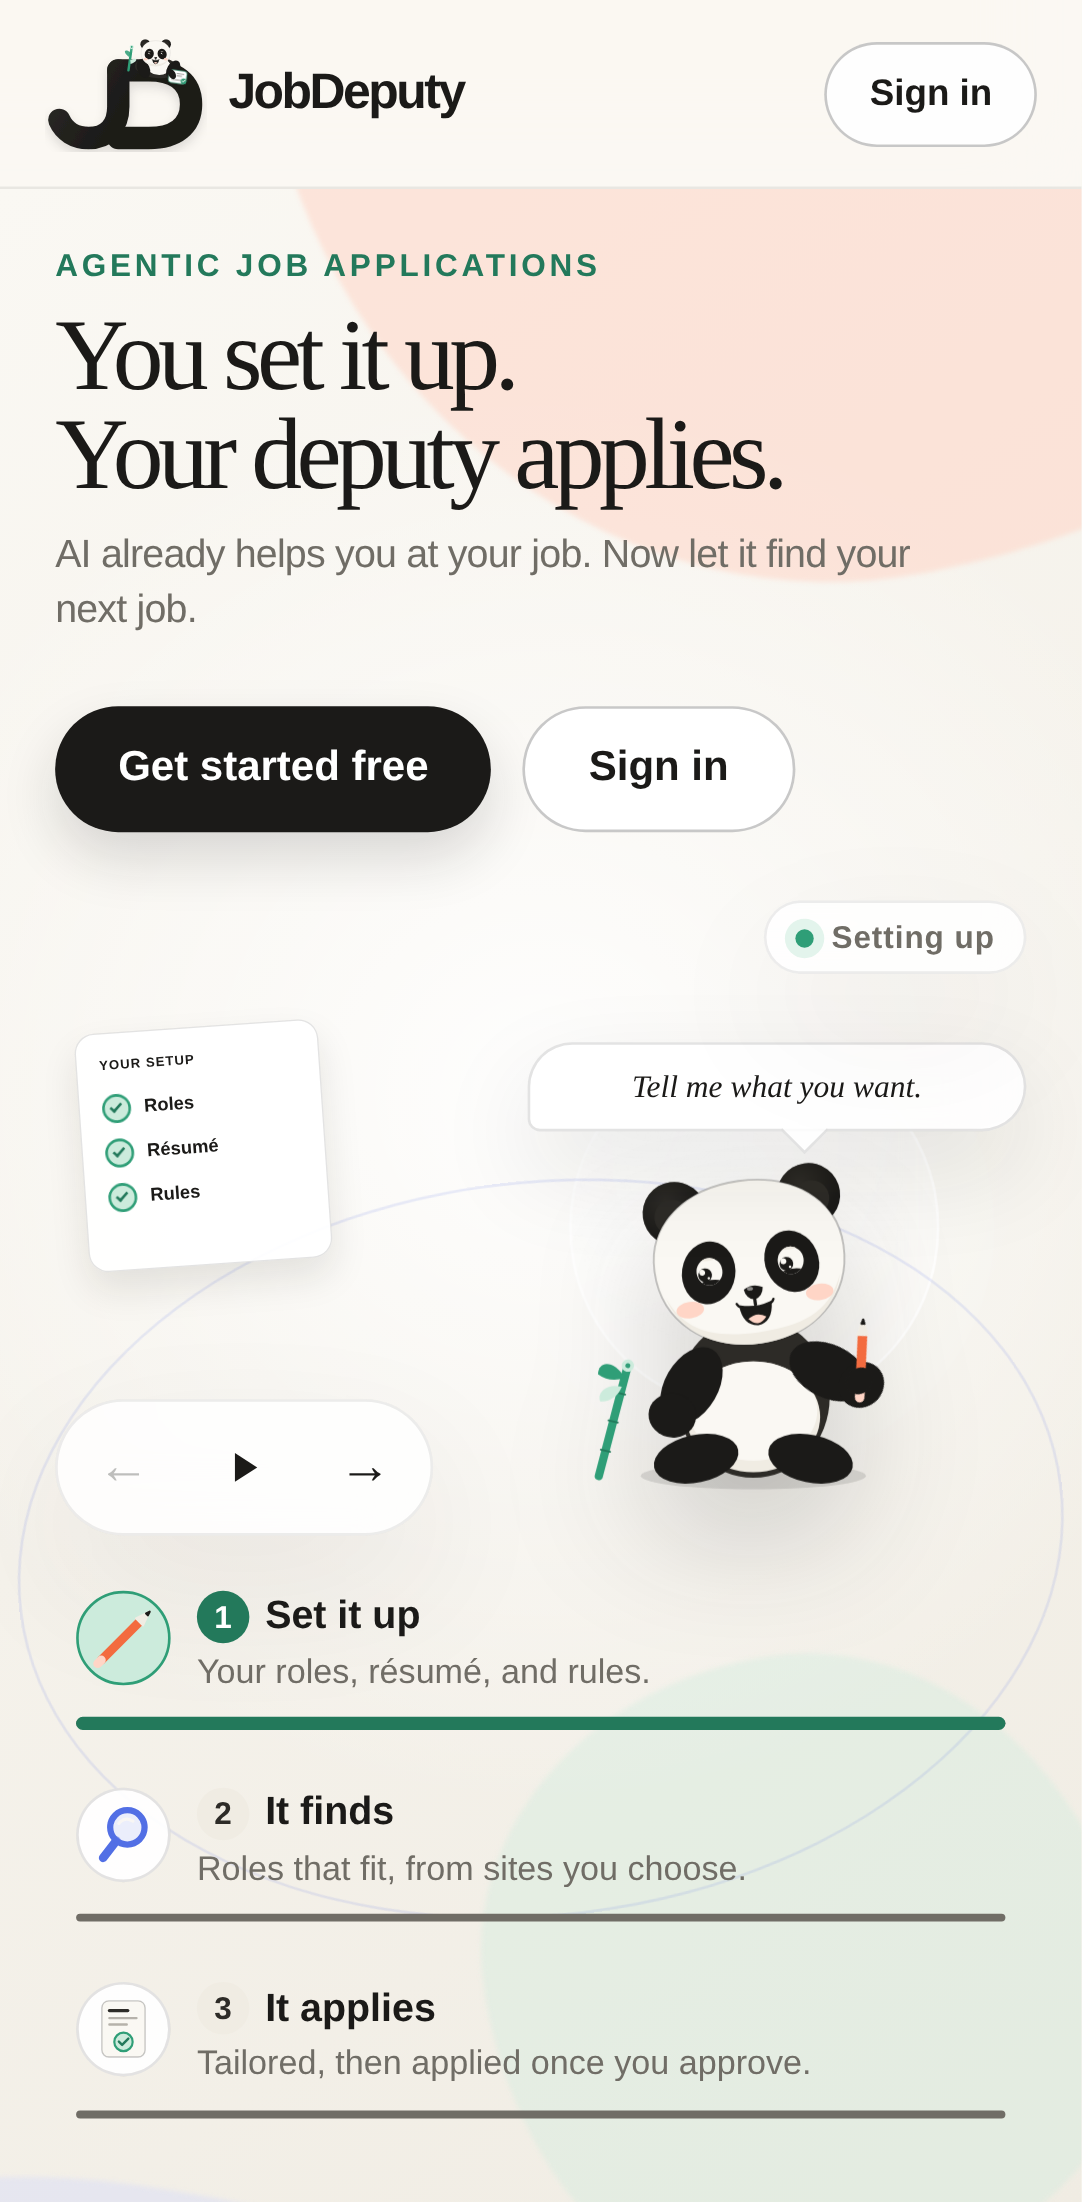 JobDeputy
Sign in
AGENTIC JOB APPLICATIONS
You set it up.
Your deputy applies.
AI already helps you at your job. Now let it find your
next job.
Get started free
Sign in
Setting up
YOUR SETUP
Roles
Résumé
Rules
Tell me what you want.
← →
1 Set it up
Your roles, résumé, and rules.
2 It finds
Roles that fit, from sites you choose.
3 It applies
Tailored, then applied once you approve.